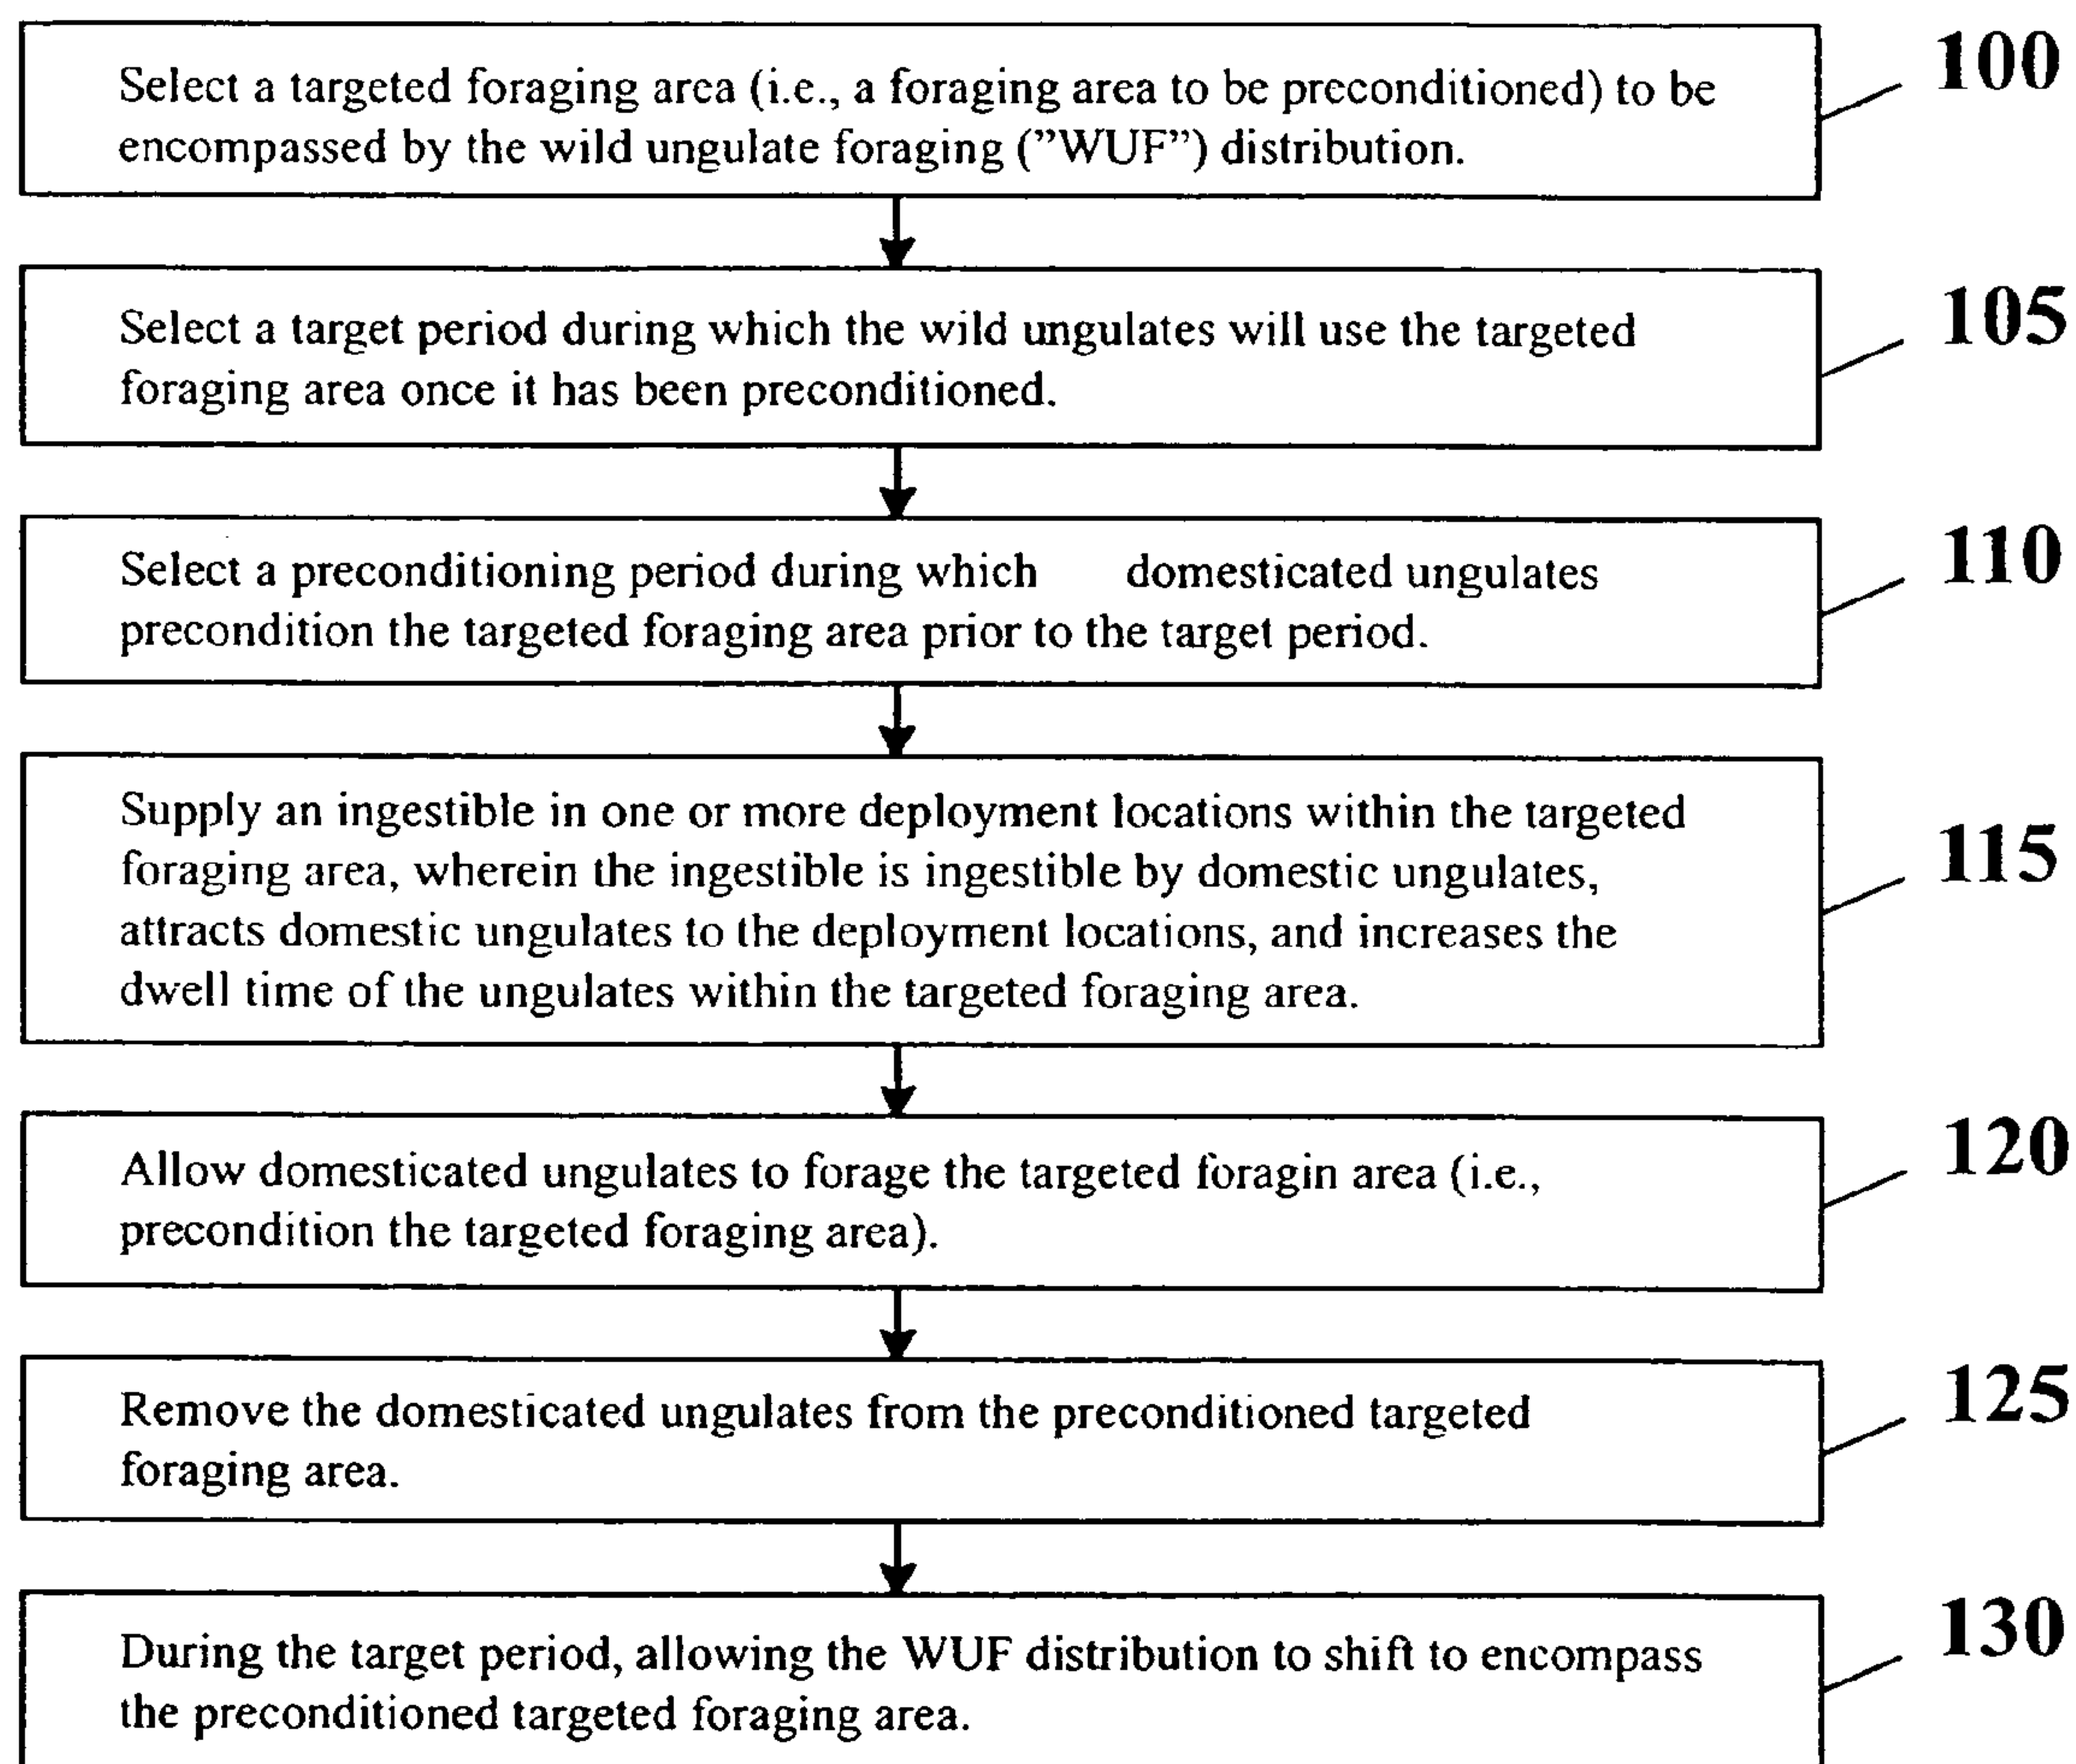 Select a targeted foraging area (i.e., a foraging area to be preconditioned) to be
encompassed by the wild ungulate foraging (”WUF”) distribution.
100
Select a target period during which the wild ungulates will use the targeted
foraging area once it has been preconditioned.
105
Select a preconditioning period during which domesticated ungulates
precondition the targeted foraging area prior to the target period.
110
Supply an ingestible in one or more deployment locations within the targeted
foraging area, wherein the ingestible is ingestible by domestic ungulates,
attracts domestic ungulates to the deployment locations, and increases the
dwell time of the ungulates within the targeted foraging area.
115
Allow domesticated ungulates to forage the targeted foragin area (i.e.,
precondition the targeted foraging area).
120
Remove the domesticated ungulates from the preconditioned targeted
foraging area.
125
During the target period, allowing the WUF distribution to shift to encompass
the preconditioned targeted foraging area.
130